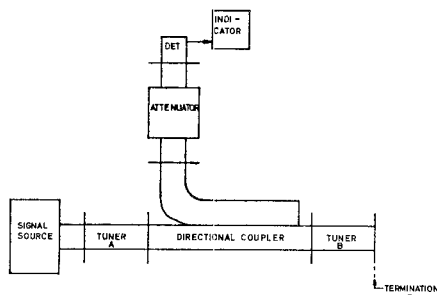 INDI-
CATOR
DET
ATTENUATOR
SIGNAL
SOURCE
TUNER
A
DIRECTIONAL COUPLER
TUNER
B
TERMINATION